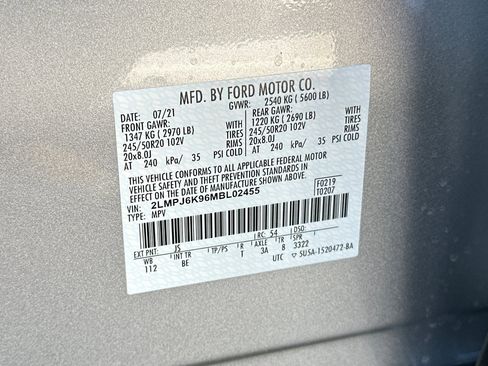 MFD. BY FORD MOTOR CO.
DATE: 07/21 GVWR: 2540 KG ( 5600 LB)
FRONT GAWR: REAR GAWR:
1347 KG ( 2970 LB) WITH 1220 KG ( 2690 LB) WITH
245/50R20 102V TIRES 245/50R20 102V TIRES
20x8.0J RIMS 20x8.0J RIMS
AT 240 kPa/ 35 PSI COLD AT 240 kPa/ 35 PSI COLD
THIS VEHICLE CONFORMS TO ALL APPLICABLE FEDERAL MOTOR
VEHICLE SAFETY AND THEFT PREVENTION STANDARDS IN
EFFECT ON THE DATE OF MANUFACTURE SHOWN ABOVE.
VIN: 2LMPJ6K96MBL02455 F0219
TYPE: MPV T0207
EXT PNT: JS RC: 54 DSO:
WB INT TR TP/PS R AXLE TR SPR
112 BE T 3A 8 3322
UTC 5U5A-1520472-BA